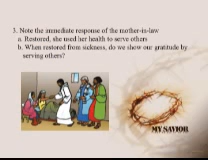 3. Note the immediate response of the mother-in-law
a. Restored, she used her health to serve others
b. When restored from sickness, do we show our gratitude by
serving others?
MY SAVIOR